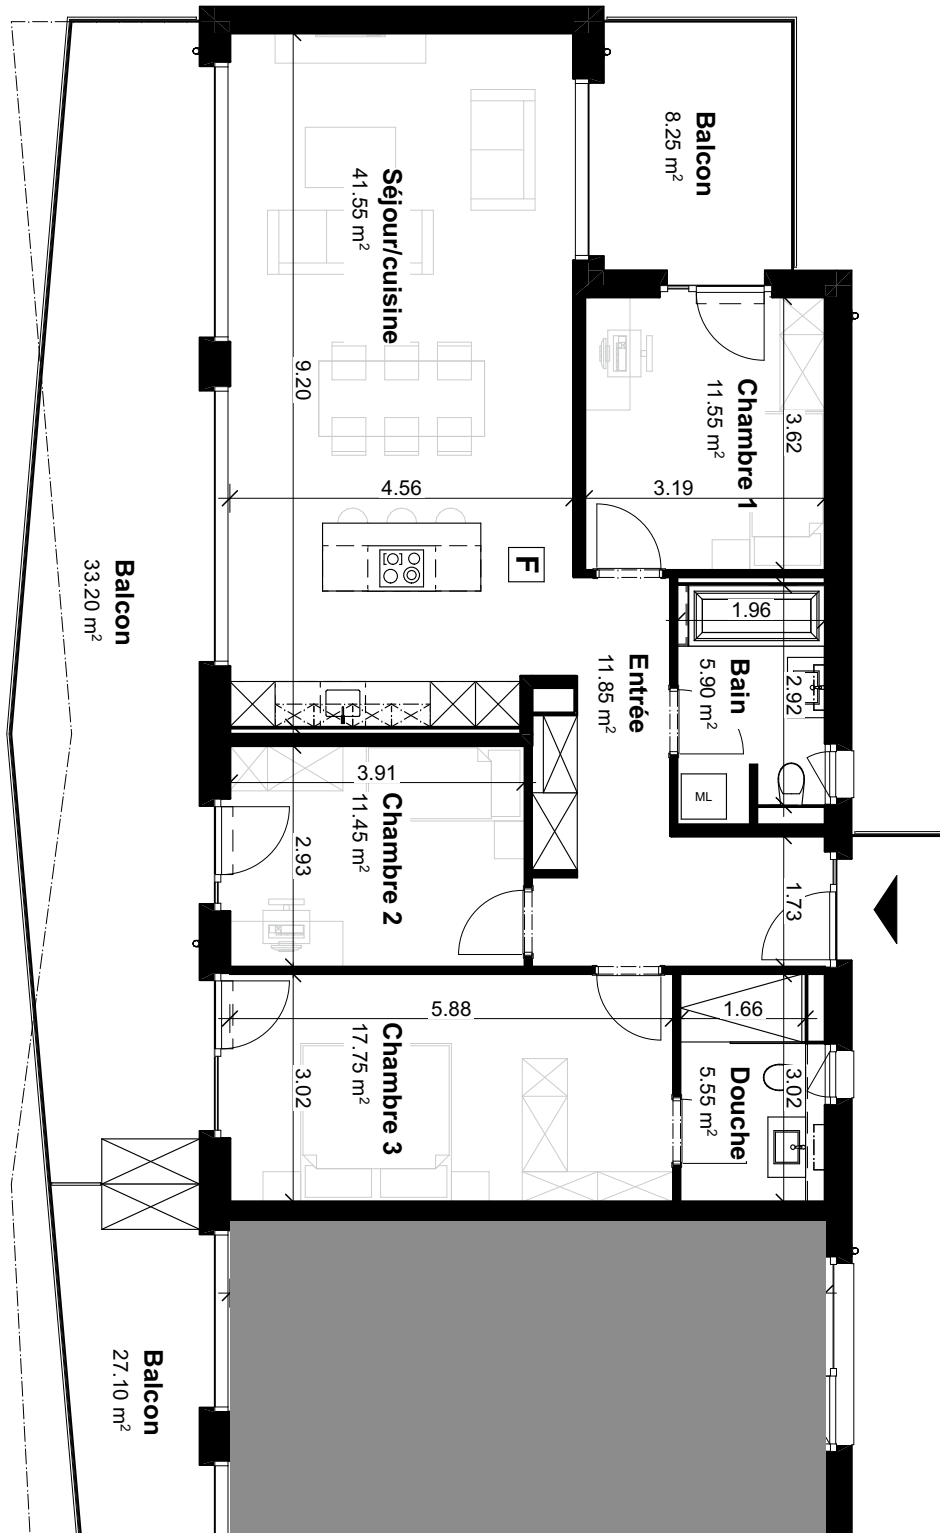 Balcon
8.25 m²
Séjour/cuisine
41.55 m²
9.20
Chambre 1
11.55 m²
3.62
4.56
3.19
F
Balcon
33.20 m²
1.96
Bain
5.90 m²
2.92
Entrée
11.85 m²
ML
3.91
Chambre 2
11.45 m²
2.93
1.73
5.88
1.66
Chambre 3
17.75 m²
3.02
Douche
5.55 m²
3.02
Balcon
27.10 m²